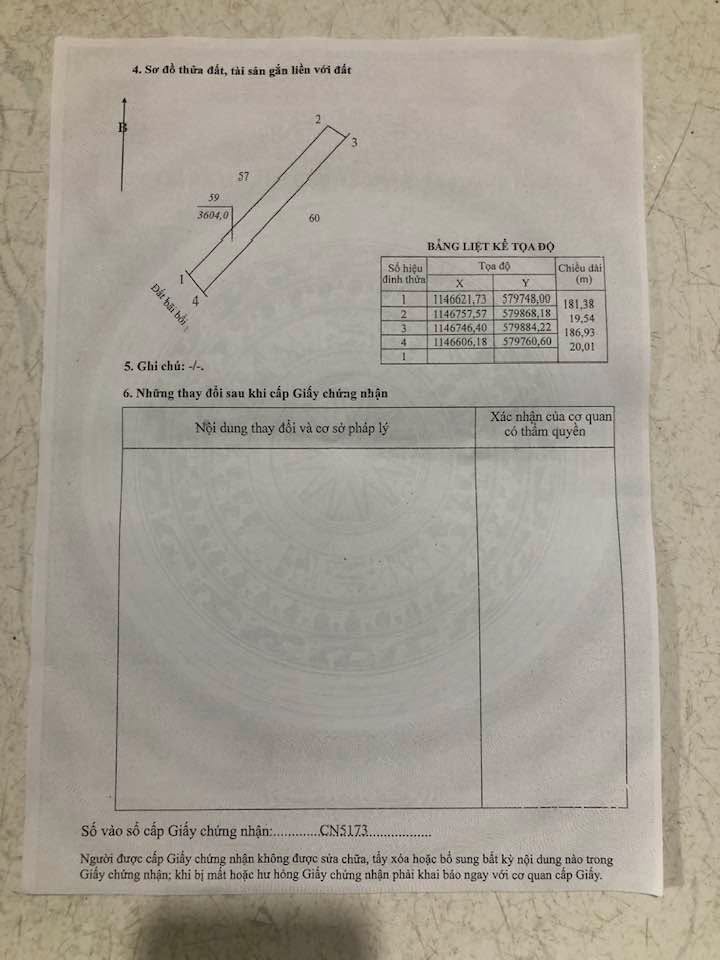 4. Sơ đồ thửa đất, tài sản gắn liền với đất
B
2
3
57
59
3604,0
60
1
4
Đất bãi bồi
BẢNG LIỆT KÊ TỌA ĐỘ
Số hiệu đỉnh thửa Tọa độ Chiều dài (m)
X Y
1 1146621,73 579748,00
181,38
2 1146757,57 579868,18
19,54
3 1146746,40 579884,22
186,93
4 1146606,18 579760,60
20,01
1
5. Ghi chú: -/-.
6. Những thay đổi sau khi cấp Giấy chứng nhận
Nội dung thay đổi và cơ sở pháp lý
Xác nhận của cơ quan
có thẩm quyền
Số vào sổ cấp Giấy chứng nhận:.............CN5173..................
Người được cấp Giấy chứng nhận không được sửa chữa, tẩy xóa hoặc bổ sung bất kỳ nội dung nào trong
Giấy chứng nhận; khi bị mất hoặc hư hỏng Giấy chứng nhận phải khai báo ngay với cơ quan cấp Giấy.